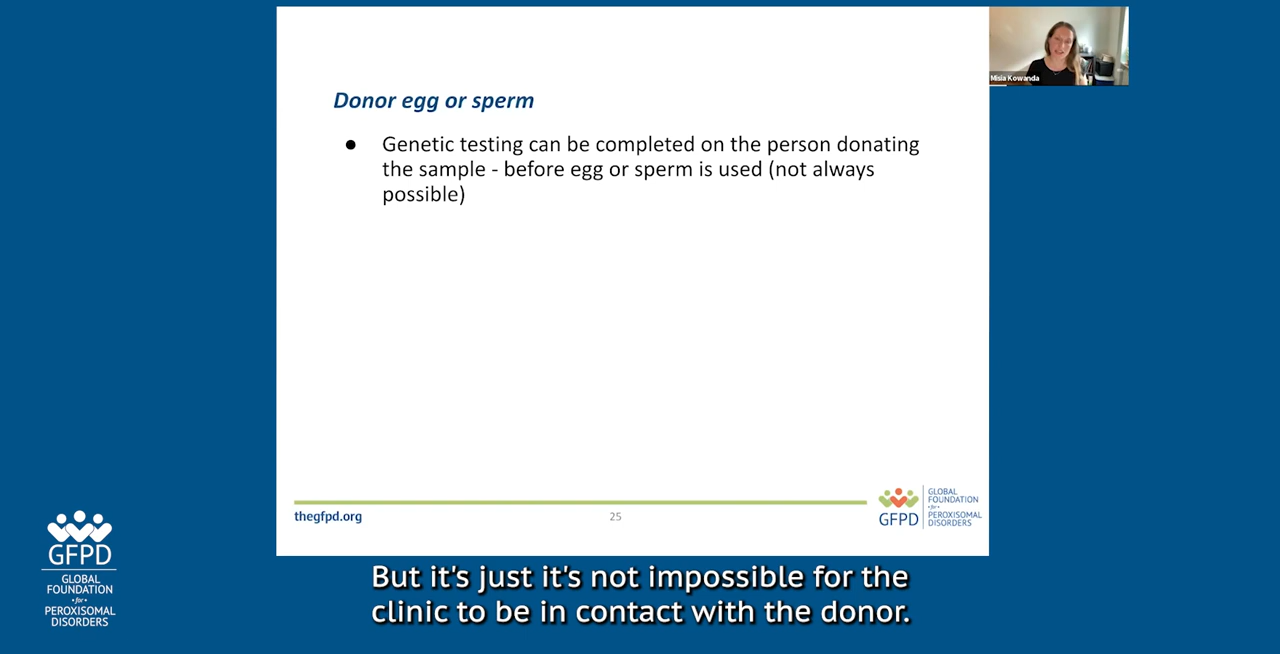 Donor egg or sperm
● Genetic testing can be completed on the person donating
the sample - before egg or sperm is used (not always
possible)
thegfpd.org
25
GFPD
GLOBAL
FOUNDATION
for
PEROXISOMAL
DISORDERS
Misia Kowanda
GFPD
GLOBAL
FOUNDATION
for
PEROXISOMAL
DISORDERS
But it's just it's not impossible for the
clinic to be in contact with the donor.